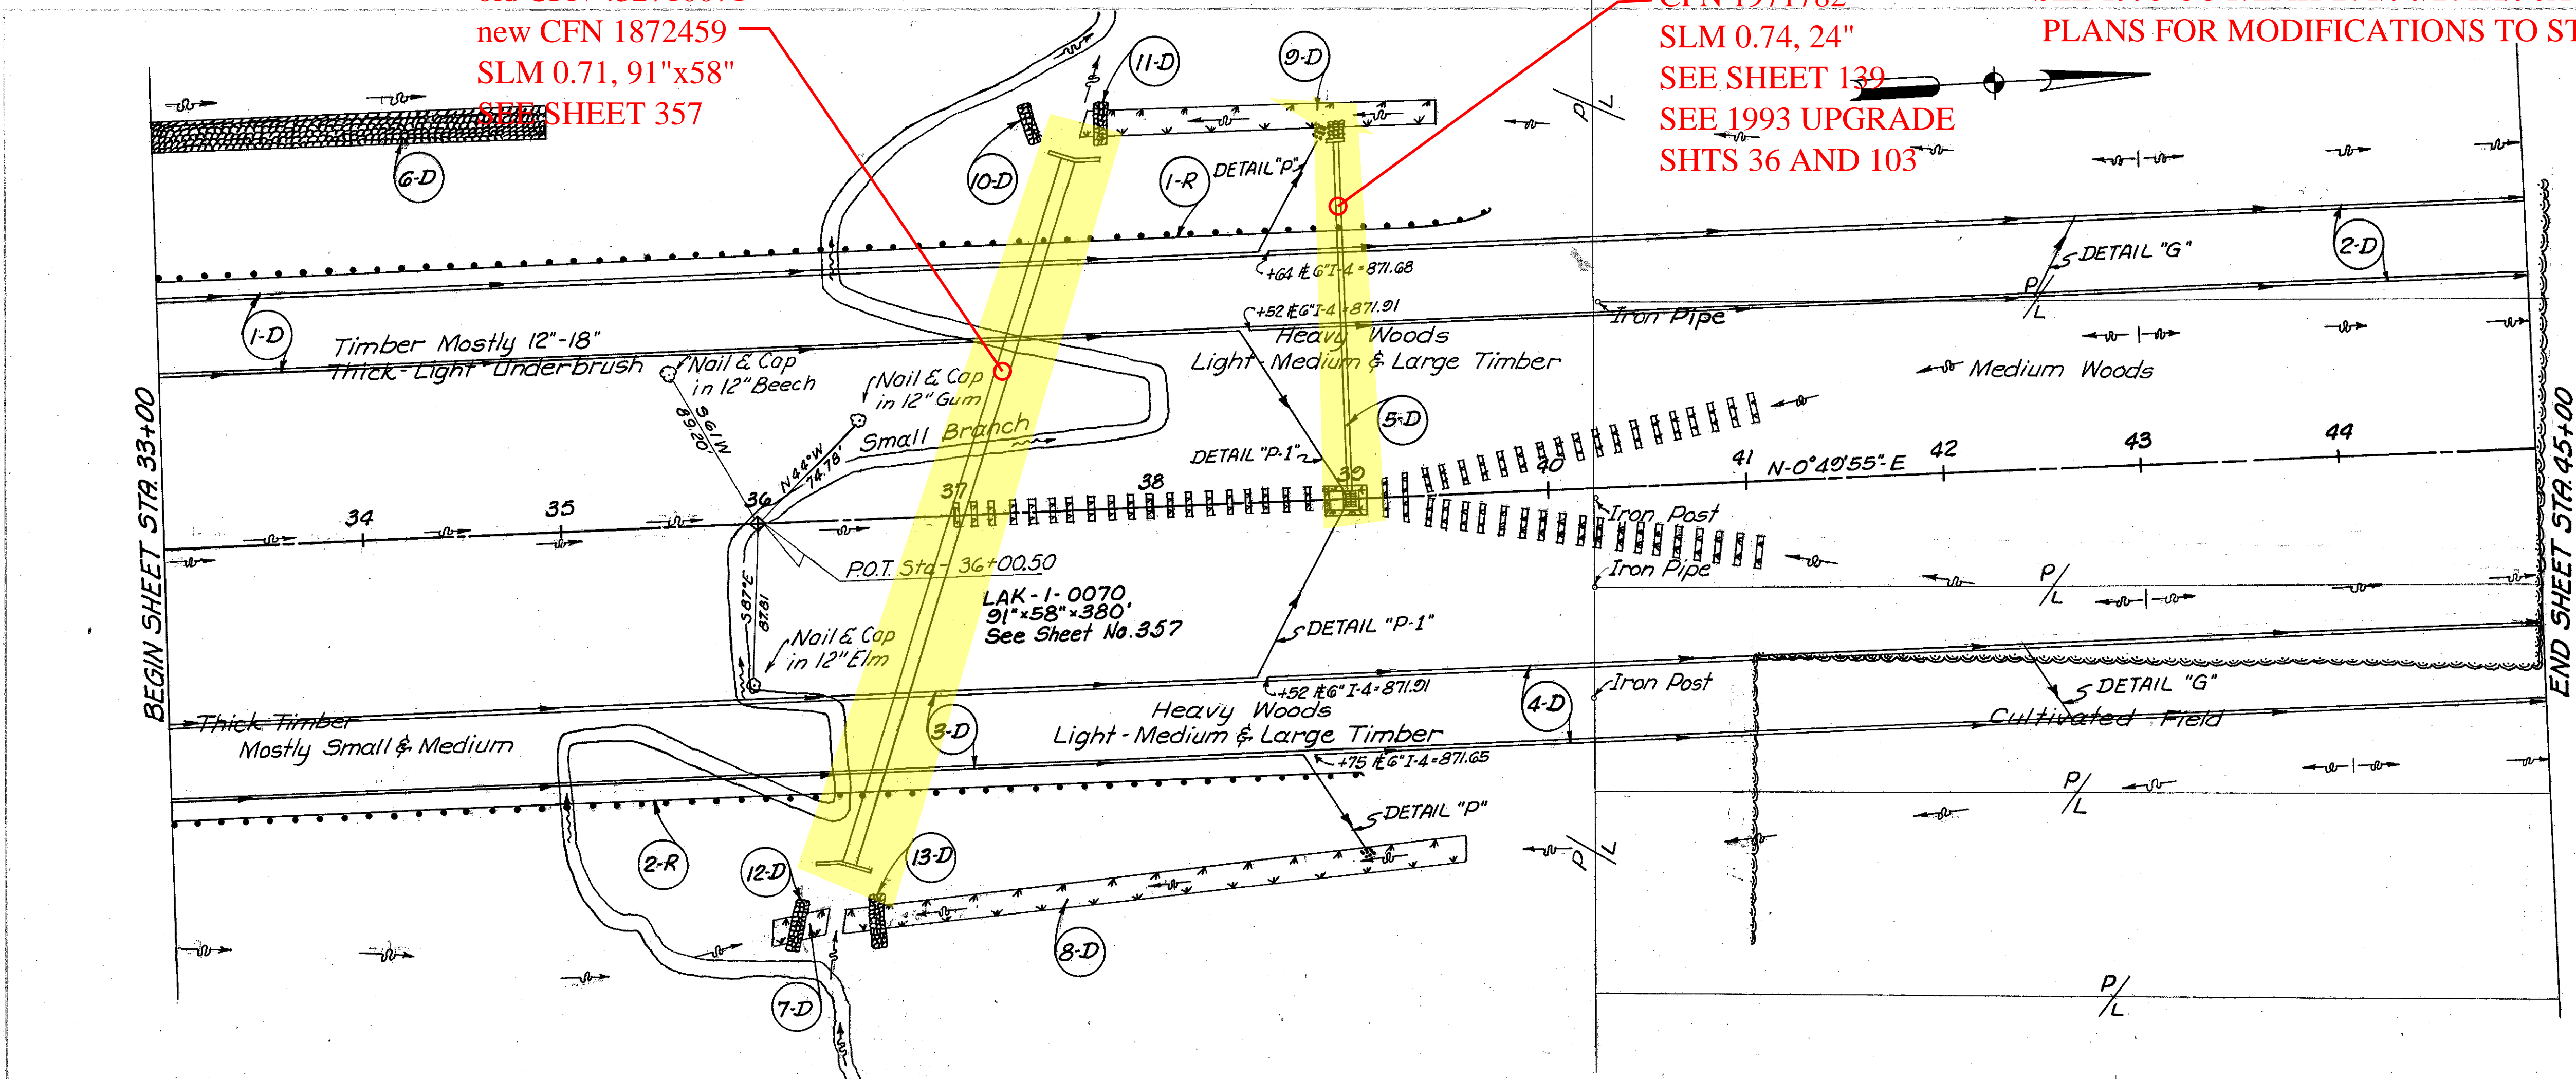 new CFN 1872459
SLM 0.71, 91"x58"
SEE SHEET 357
SLM 0.74, 24"
SEE SHEET 139
SEE 1993 UPGRADE
SHTS 36 AND 103
PLANS FOR MODIFICATIONS TO
11-D
9-D
P/L
6-D
10-D
1-R
DETAIL "P"
+64 ℄ 6" I-4 = 871.68
DETAIL "G"
2-D
P/L
1-D
+52 ℄ 6" I-4 = 871.91
Iron Pipe
Timber Mostly 12"-18"
Thick-Light Underbrush
Heavy Woods
Light-Medium & Large Timber
Nail & Cap
in 12" Beech
Nail & Cap
in 12" Gum
Medium Woods
S 61 W
89.20'
N 44° W
74.78'
Small Branch
5-D
DETAIL "P-1"
BEGIN SHEET STA. 33+00
END SHEET STA. 45+00
34
35
36
37
38
39
40
41
N-0°49'55"-E
42
43
44
Iron Post
P.O.T. Sta - 36+00.50
Iron Pipe
P/L
S 87° E
87.81
LAK-1-0070
91"x58"x380'
See Sheet No. 357
DETAIL "P-1"
Nail & Cap
in 12" Elm
+52 ℄ 6" I-4 = 871.91
Iron Post
DETAIL "G"
Thick Timber
Mostly Small & Medium
3-D
Heavy Woods
Light-Medium & Large Timber
4-D
Cultivated Field
+75 ℄ 6" I-4 = 871.65
P/L
DETAIL "P"
2-R
12-D
13-D
P/L
8-D
7-D
P/L